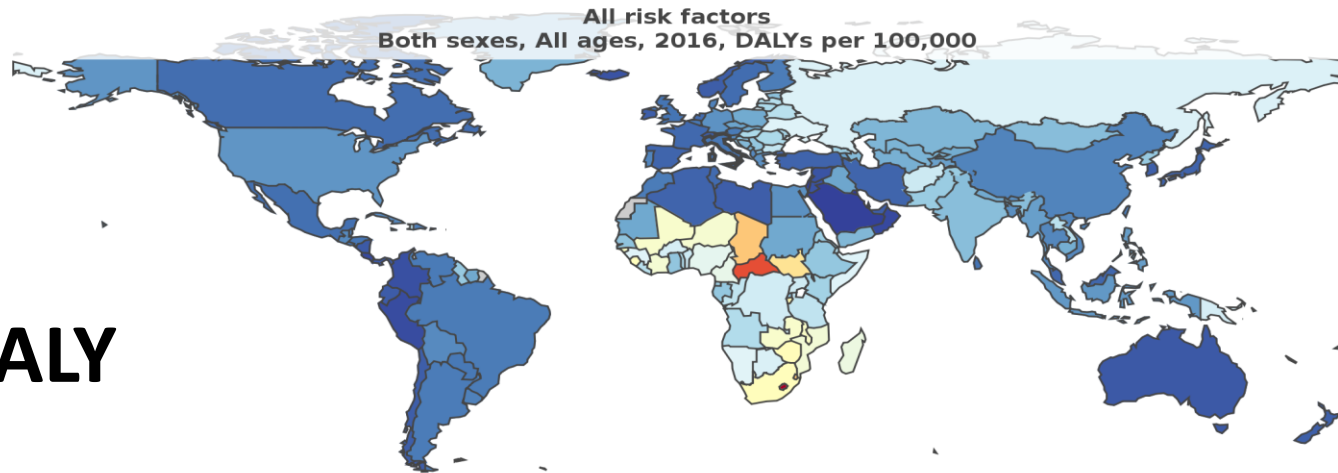 All risk factors
Both sexes, All ages, 2016, DALYs per 100,000
ALY